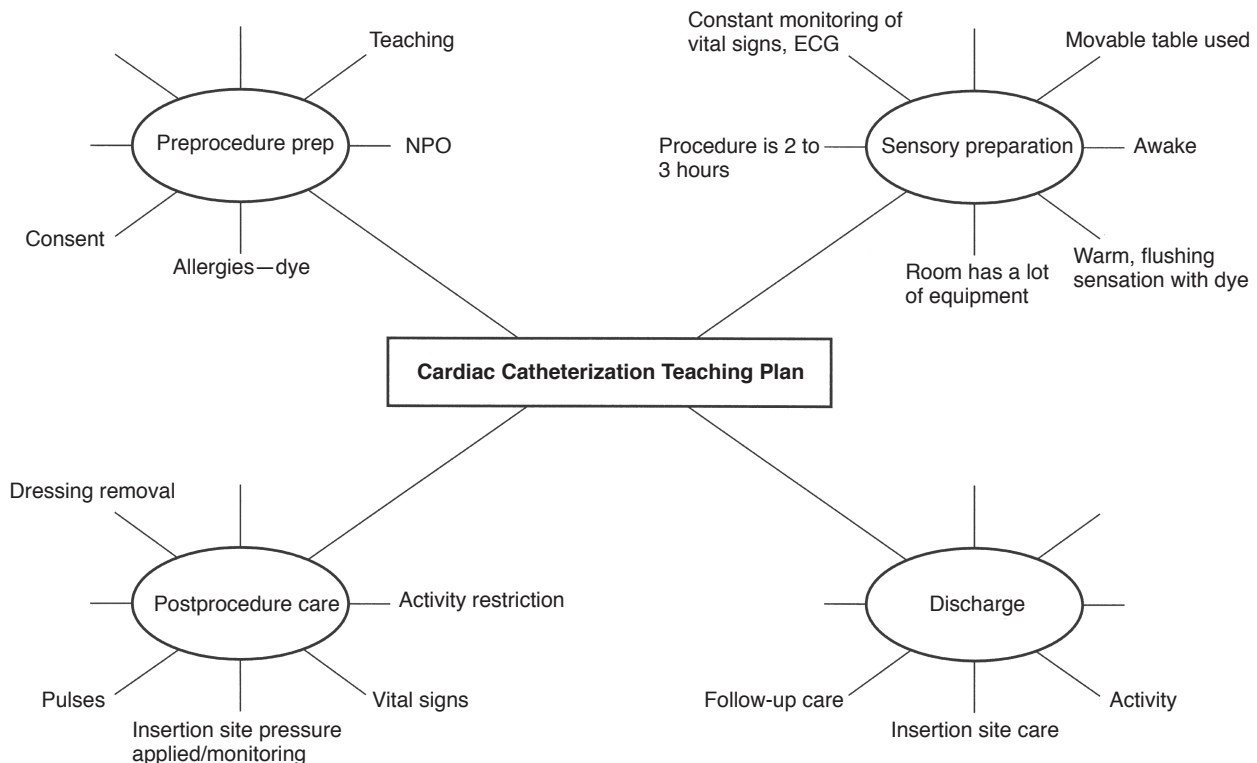 Teaching
Preprocedure prep
NPO
Consent
Allergies—dye
Constant monitoring of
vital signs, ECG
Movable table used
Procedure is 2 to
3 hours
Sensory preparation
Awake
Room has a lot
of equipment
Warm, flushing
sensation with dye
Cardiac Catheterization Teaching Plan
Dressing removal
Postprocedure care
Activity restriction
Pulses
Insertion site pressure
applied/monitoring
Vital signs
Discharge
Follow-up care
Insertion site care
Activity